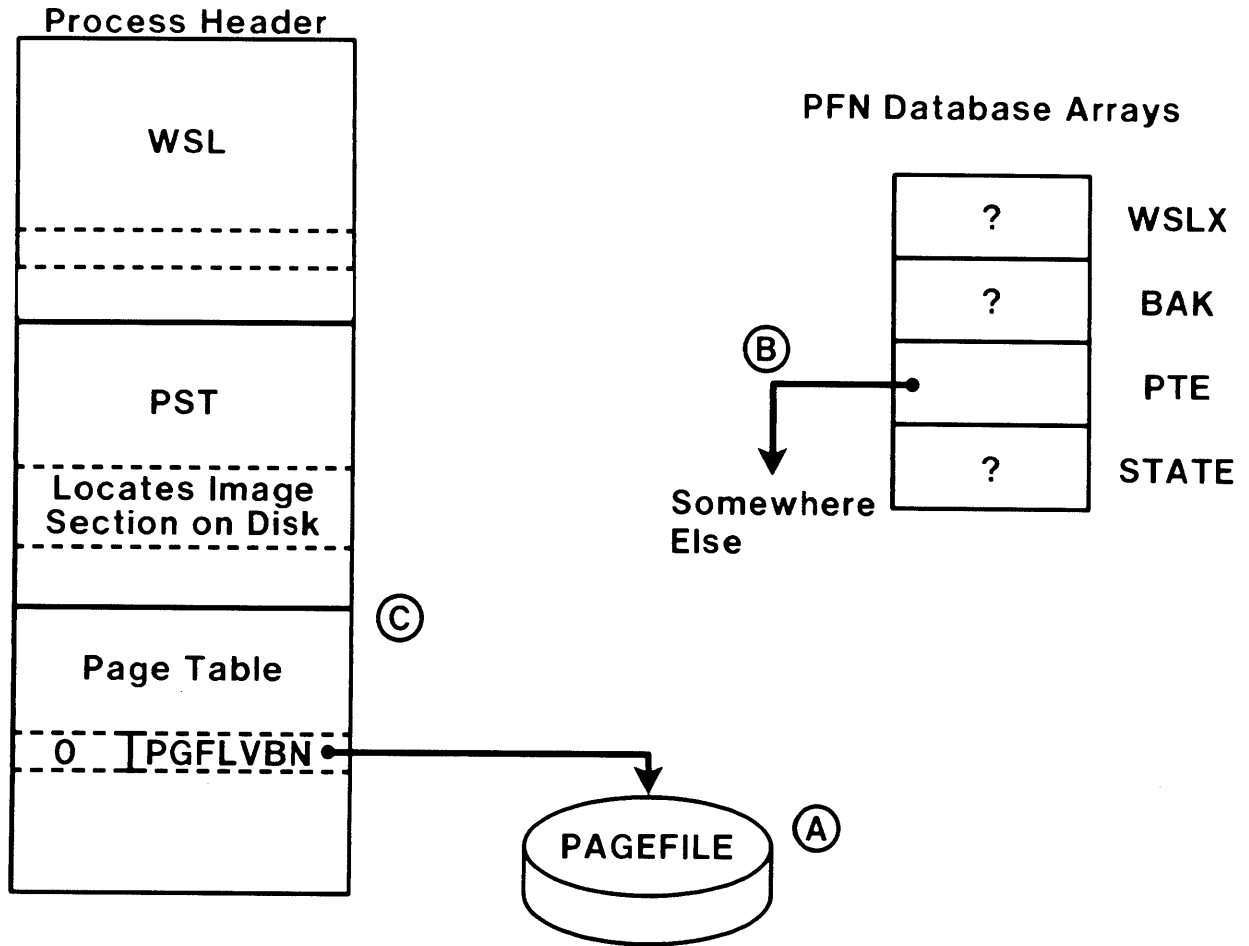 Process Header
WSL
PST
Locates Image
Section on Disk
Page Table
0 PGFLVBN
PFN Database Arrays
? WSLX
? BAK
PTE
? STATE
B
Somewhere
Else
C
PAGEFILE
A